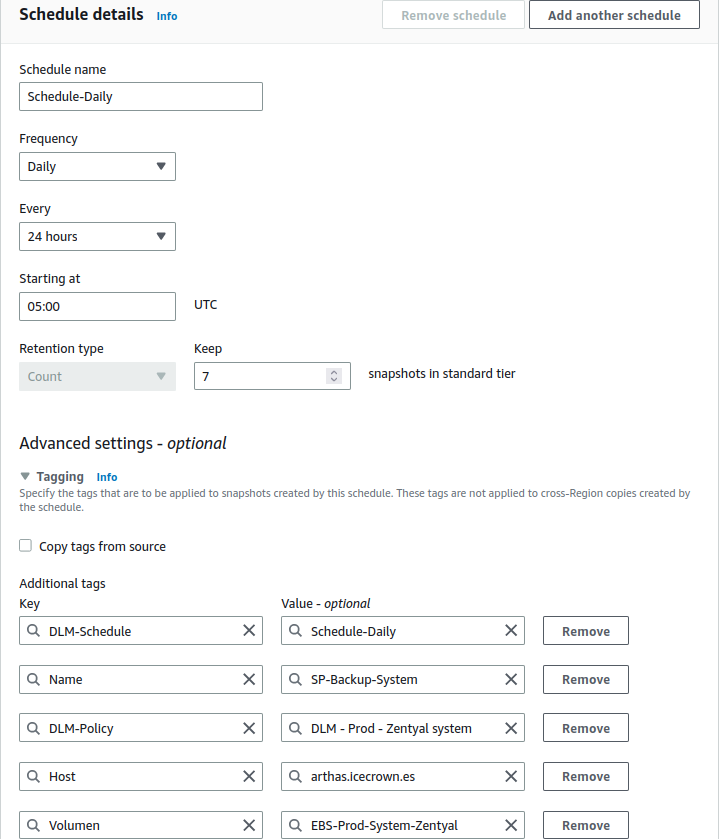 Schedule details Info Remove schedule Add another schedule
Schedule name
Schedule-Daily
Frequency
Daily
Every
24 hours
Starting at
05:00 UTC
Retention type Keep
Count 7 snapshots in standard tier
Advanced settings - optional
Tagging Info
Specify the tags that are to be applied to snapshots created by this schedule. These tags are not applied to cross-Region copies created by
the schedule.
Copy tags from source
Additional tags
Key Value - optional
DLM-Schedule Schedule-Daily Remove
Name SP-Backup-System Remove
DLM-Policy DLM - Prod - Zentyal system Remove
Host arthas.icecrown.es Remove
Volumen EBS-Prod-System-Zentyal Remove